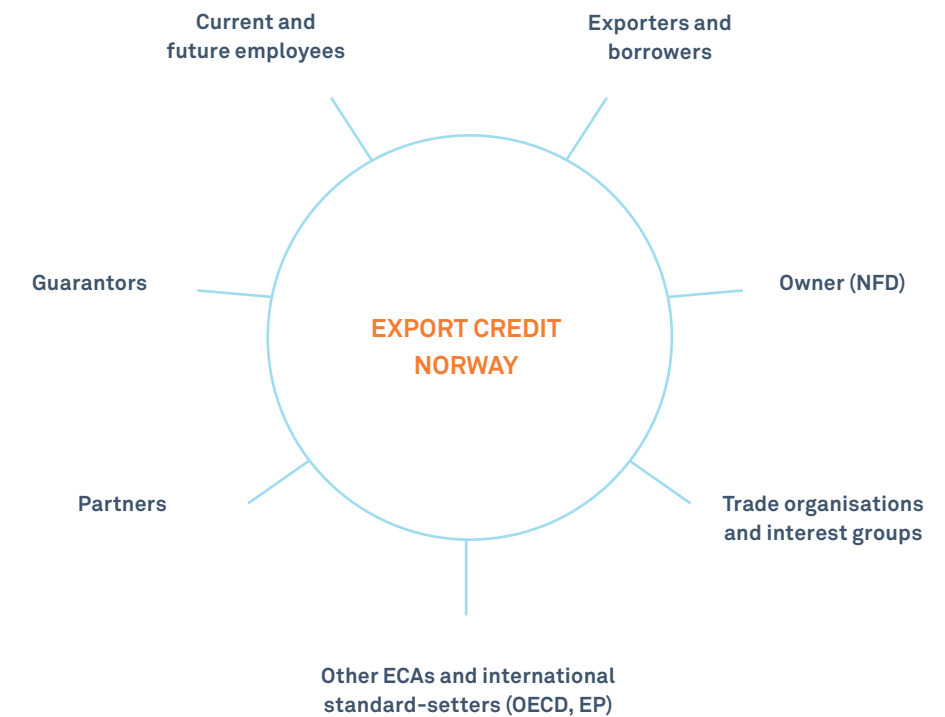 Current and
future employees
Exporters and
borrowers
Guarantors
Owner (NFD)
EXPORT CREDIT
NORWAY
Partners
Trade organisations
and interest groups
Other ECAs and international
standard-setters (OECD, EP)